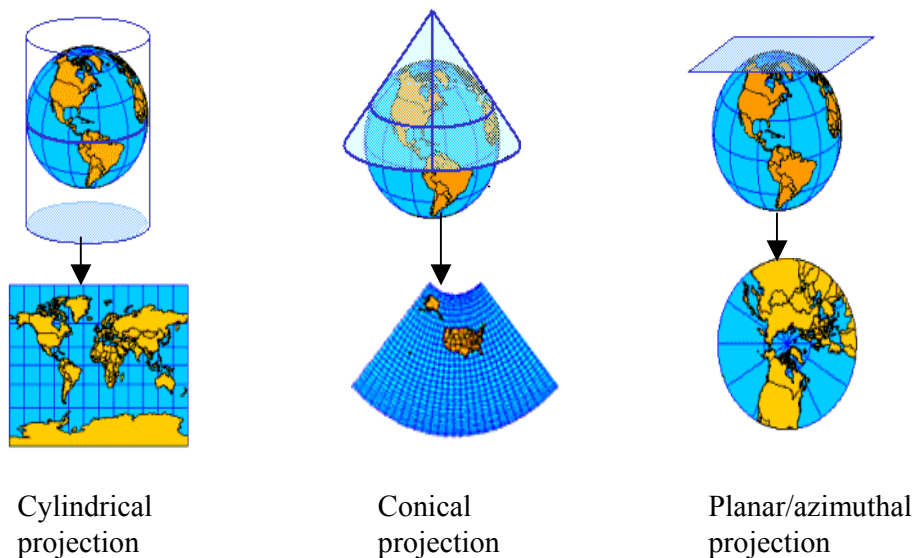 Cylindrical
projection
Conical
projection
Planar/azimuthal
projection